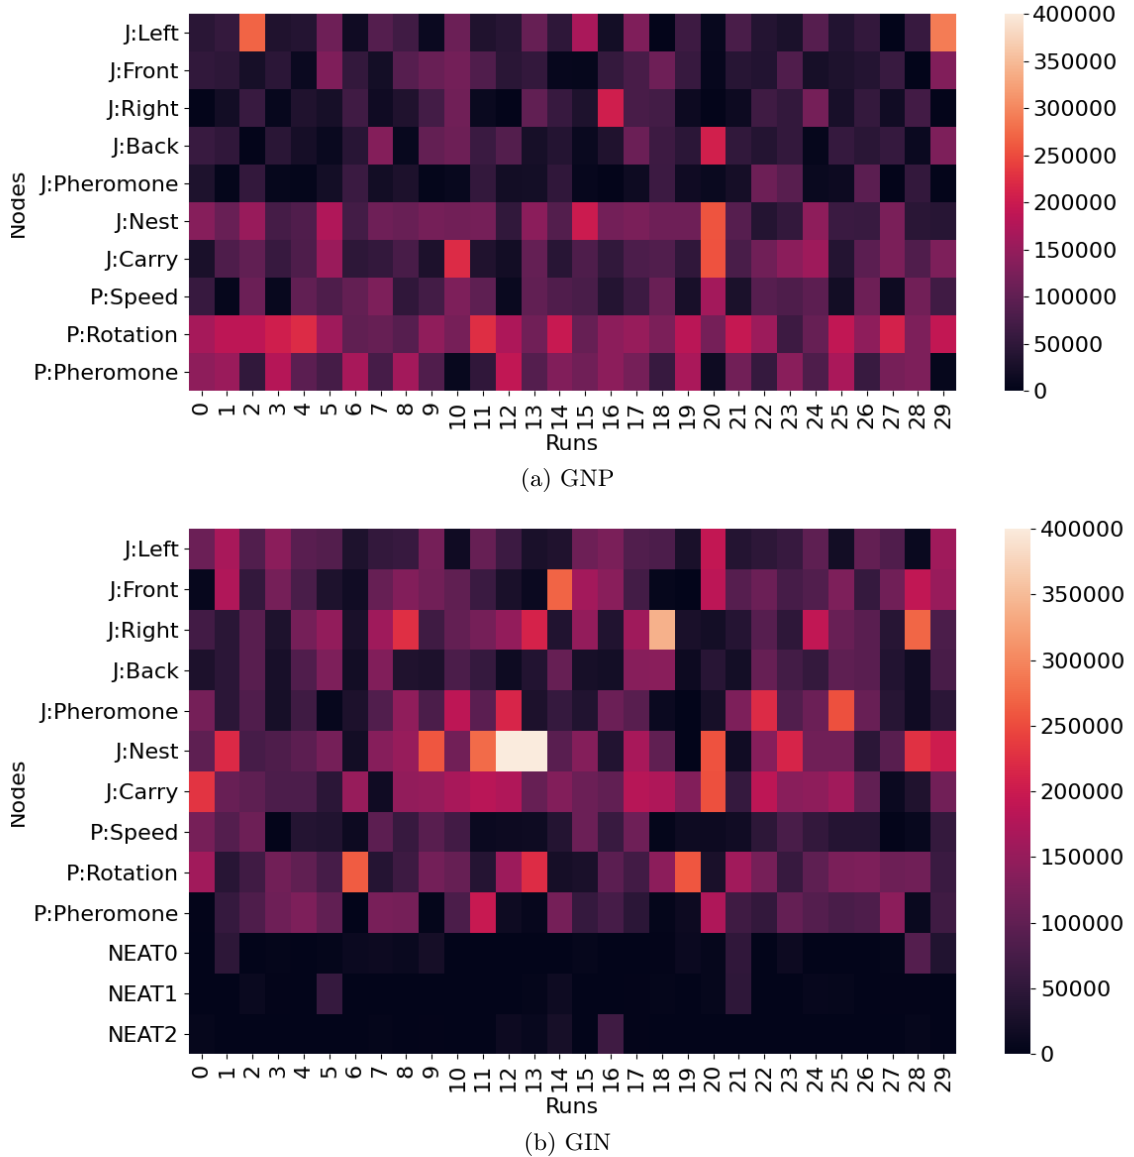 J:Left
J:Front
J:Right
J:Back
J:Pheromone
J:Nest
J:Carry
P:Speed
P:Rotation
P:Pheromone
Nodes
0 1 2 3 4 5 6 7 8 9 10 11 12 13 14 15 16 17 18 19 20 21 22 23 24 25 26 27 28 29
Runs
400000
350000
300000
250000
200000
150000
100000
50000
0
(a) GNP
J:Left
J:Front
J:Right
J:Back
J:Pheromone
J:Nest
J:Carry
P:Speed
P:Rotation
P:Pheromone
NEAT0
NEAT1
NEAT2
Nodes
0 1 2 3 4 5 6 7 8 9 10 11 12 13 14 15 16 17 18 19 20 21 22 23 24 25 26 27 28 29
Runs
400000
350000
300000
250000
200000
150000
100000
50000
0
(b) GIN